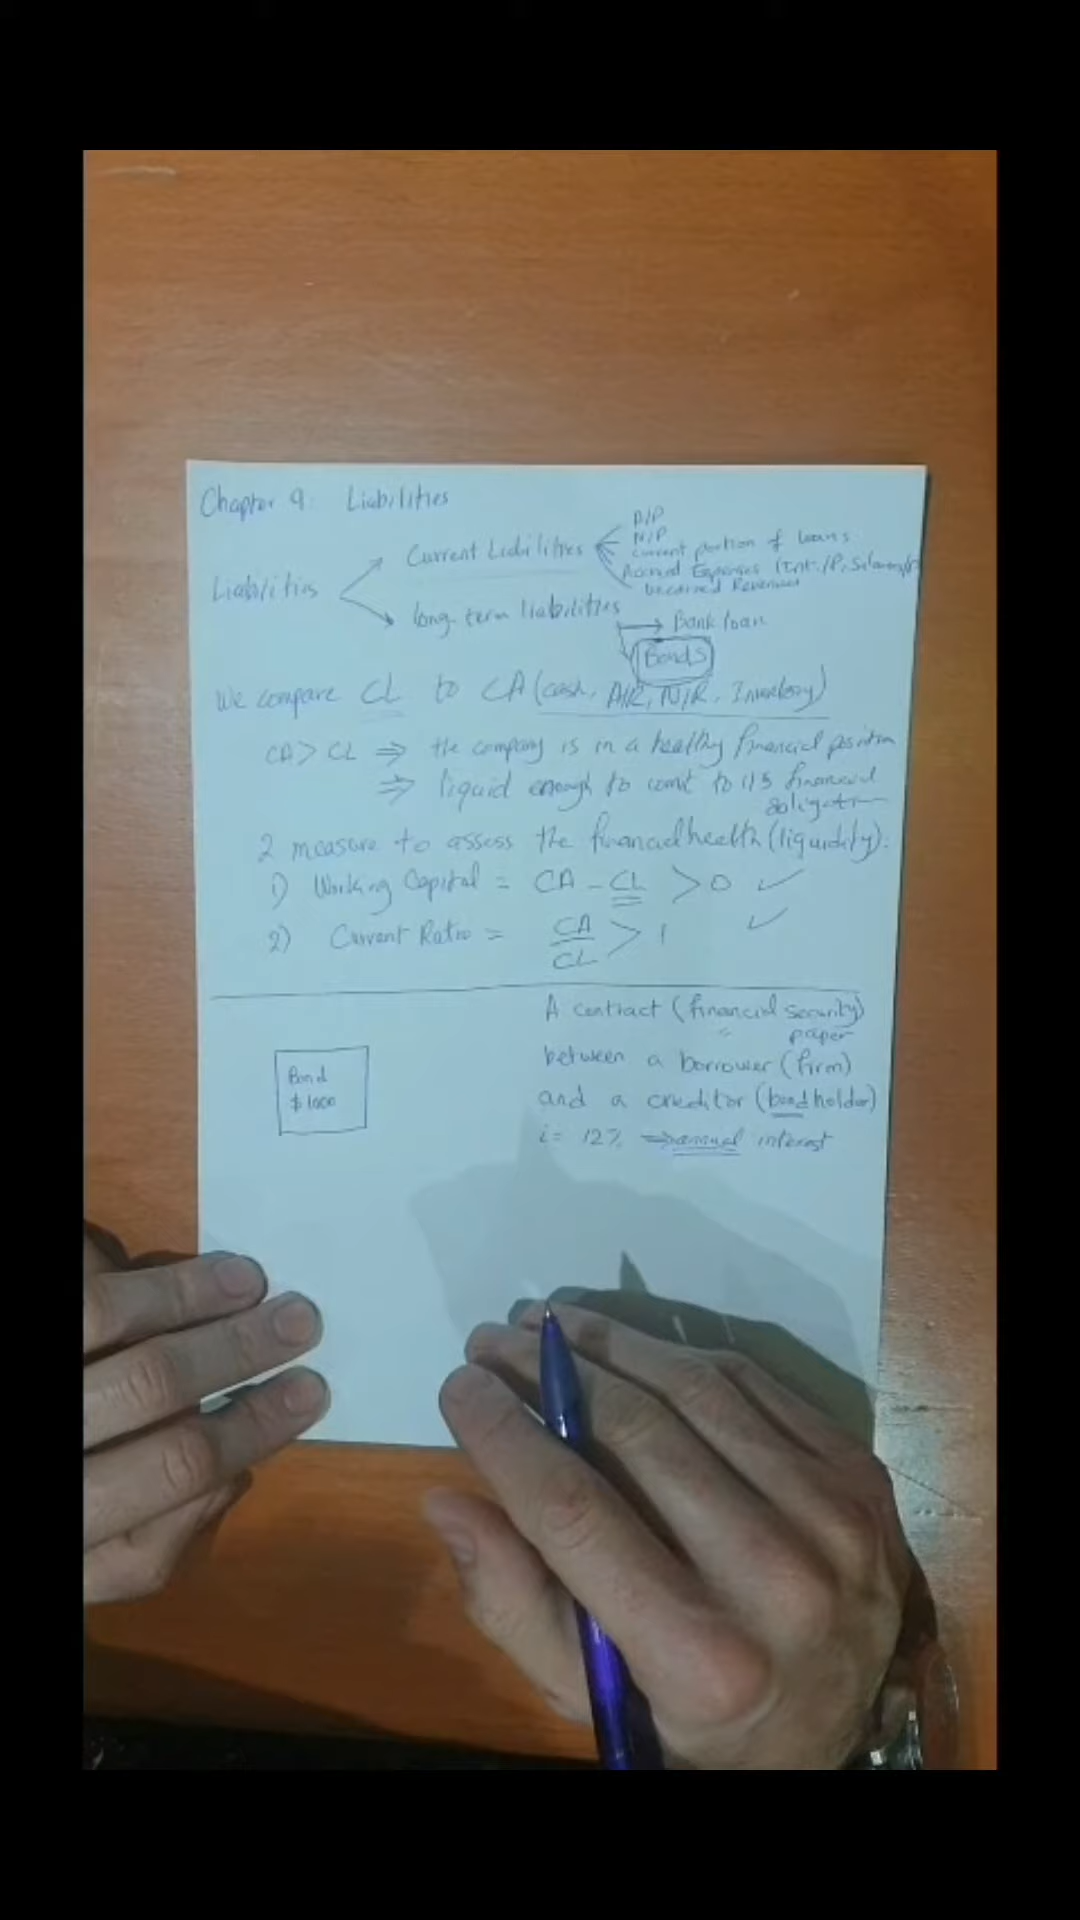 Chapter 9: Liabilities
A/P
N/P
Current Liabilities
current portion of loans
Accrued Expenses (Int./P, Salaries/P
Liabilities
Unearned Revenues
long-term liabilities
Bank loan
Bonds
We compare CL to CA (cash, A/R, N/R, Inventory)
CA > CL ⇒ the company is in a healthy financial position
⇒ liquid enough to comit to its financial
obligation
2 measure to assess the financial health (liquidity):
1) Working Capital = CA - CL > 0 ✓
2) Current Ratio = CA/CL > 1 ✓
A contract (financial security)
paper
between a borrower (firm)
Bond
$1000
and a creditor (bondholder)
i = 12% ⇒ annual interest